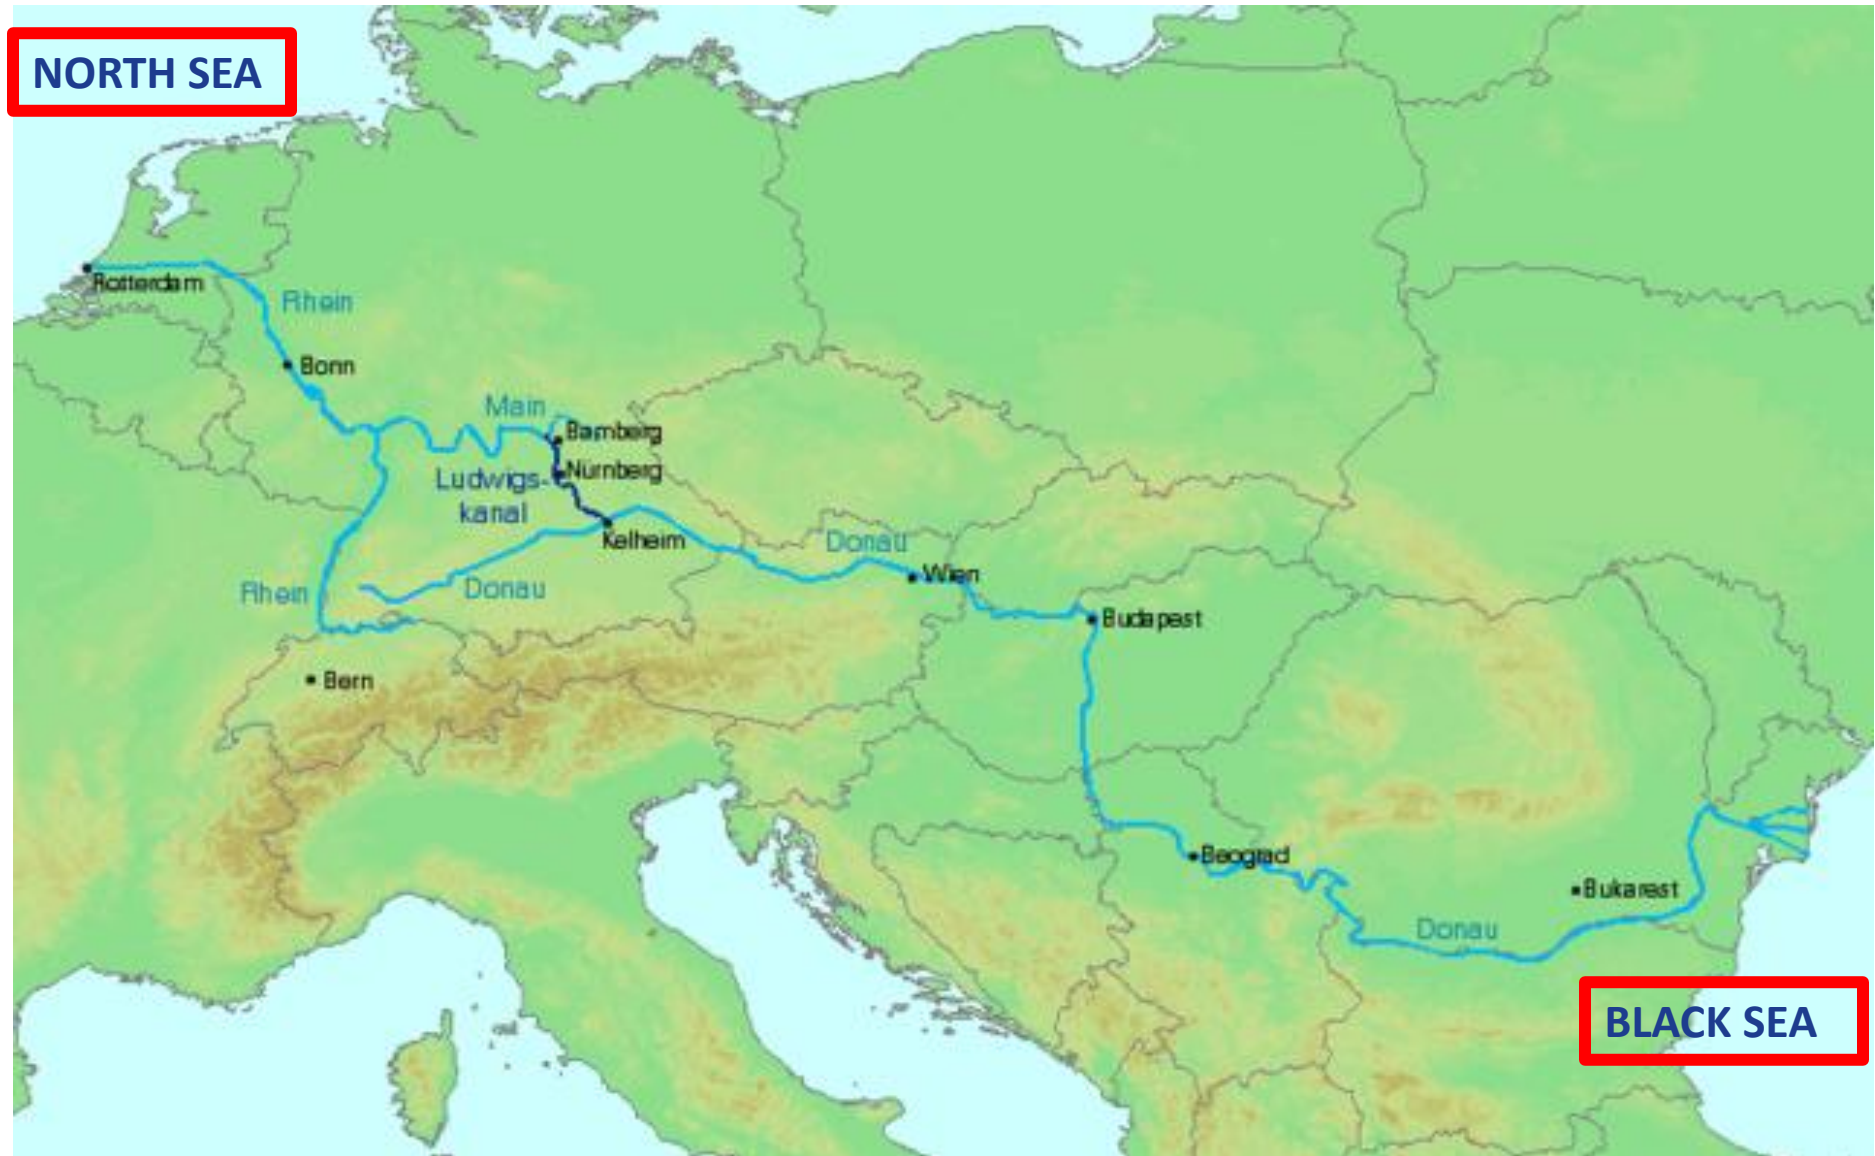 NORTH SEA
Rotterdam
Rhein
Bonn
Main
Bamberg
Nürnberg
Ludwigs-
kanal
Kelheim
Donau
Wien
Rhein
Donau
Budapest
Bern
Beograd
Bukarest
Donau
BLACK SEA